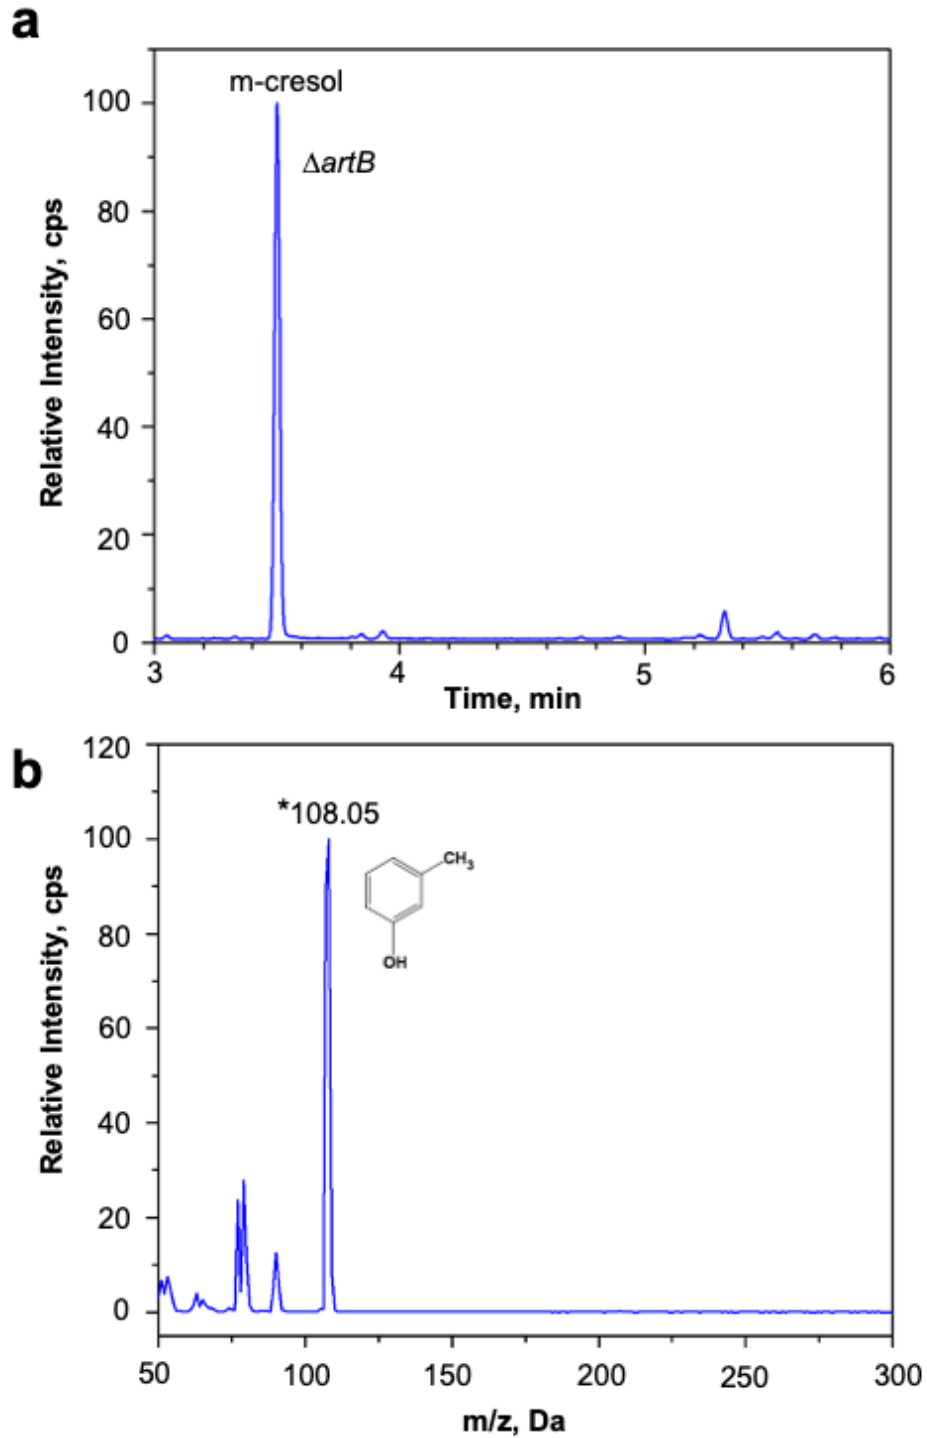 a
m-cresol
ΔartB
100
80
60
40
20
0
Relative Intensity, cps
3 4 5 6
Time, min
b
120
100
80
60
40
20
0
Relative Intensity, cps
*108.05
CH3
OH
50 100 150 200 250 300
m/z, Da